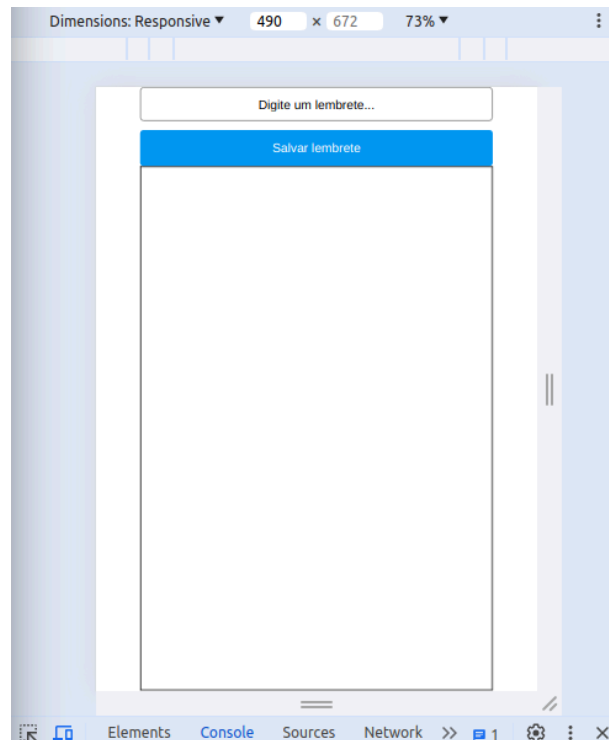 Dimensions: Responsive ▼ 490 × 672 73% ▼
Digite um lembrete...
Salvar lembrete
Elements Console Sources Network >> 1